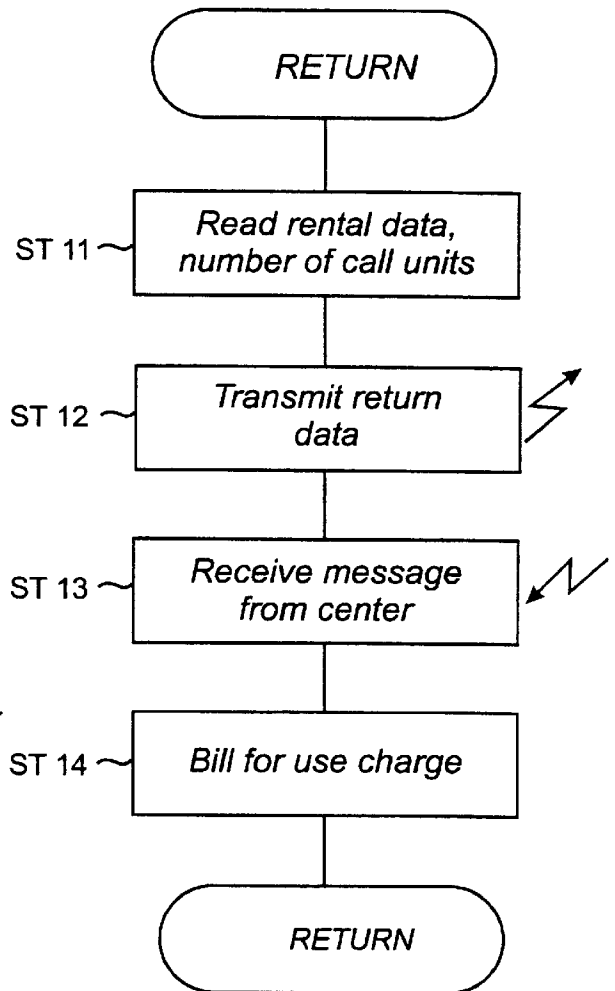 RETURN
ST 11
Read rental data,
number of call units
ST 12
Transmit return
data
ST 13
Receive message
from center
ST 14
Bill for use charge
RETURN